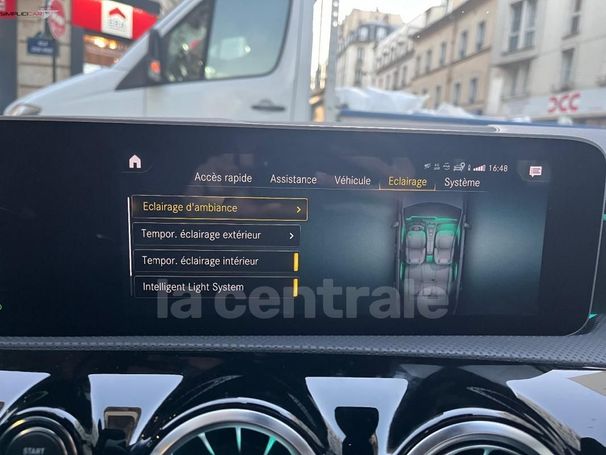 SIMPLICICAR
16:48
Accès rapide Assistance Véhicule Eclairage Système
Eclairage d'ambiance
Tempor. éclairage extérieur
Tempor. éclairage intérieur
Intelligent Light System
la centrale
START